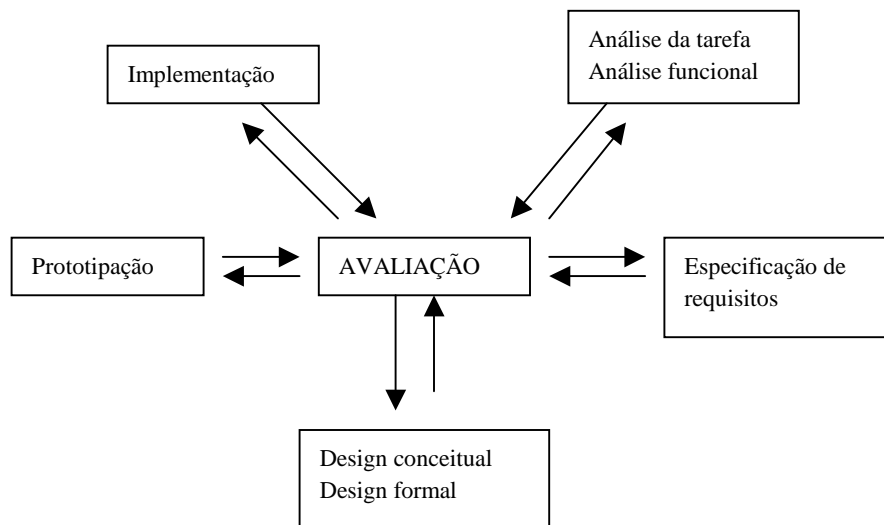 Implementação
Análise da tarefa
Análise funcional
Prototipação
AVALIAÇÃO
Especificação de
requisitos
Design conceitual
Design formal